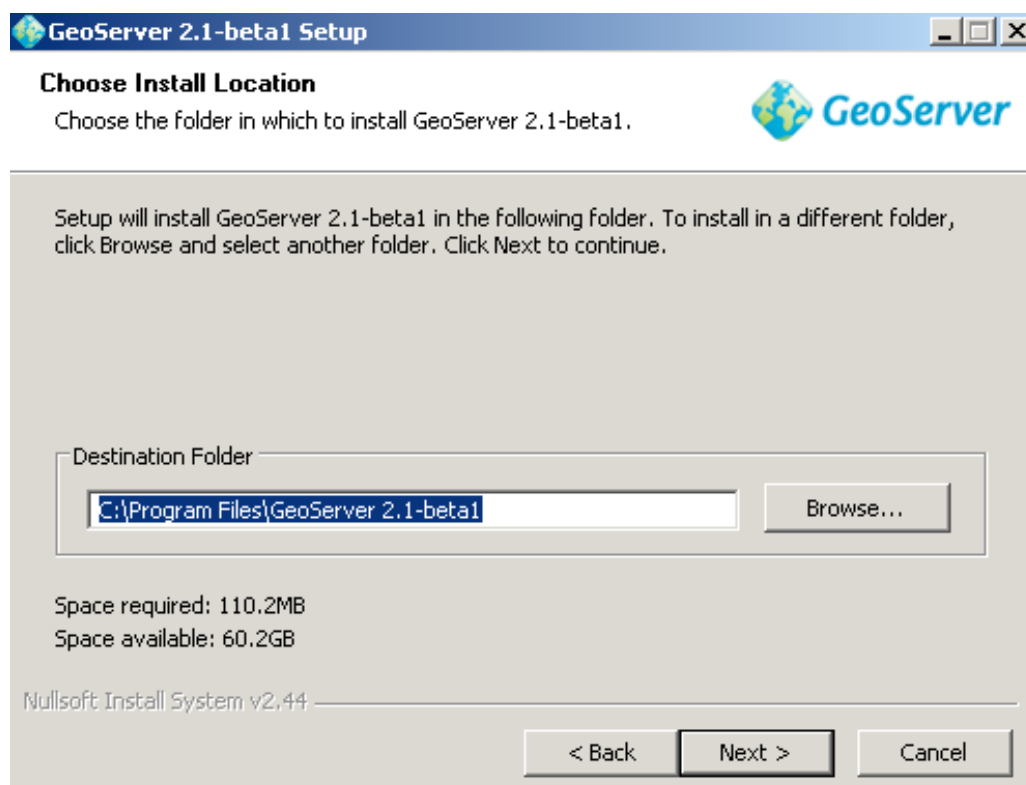 GeoServer 2.1-beta1 Setup
Choose Install Location
Choose the folder in which to install GeoServer 2.1-beta1.
GeoServer
Setup will install GeoServer 2.1-beta1 in the following folder. To install in a different folder,
click Browse and select another folder. Click Next to continue.
Destination Folder
C:\Program Files\GeoServer 2.1-beta1
Browse...
Space required: 110.2MB
Space available: 60.2GB
Nullsoft Install System v2.44
< Back
Next >
Cancel